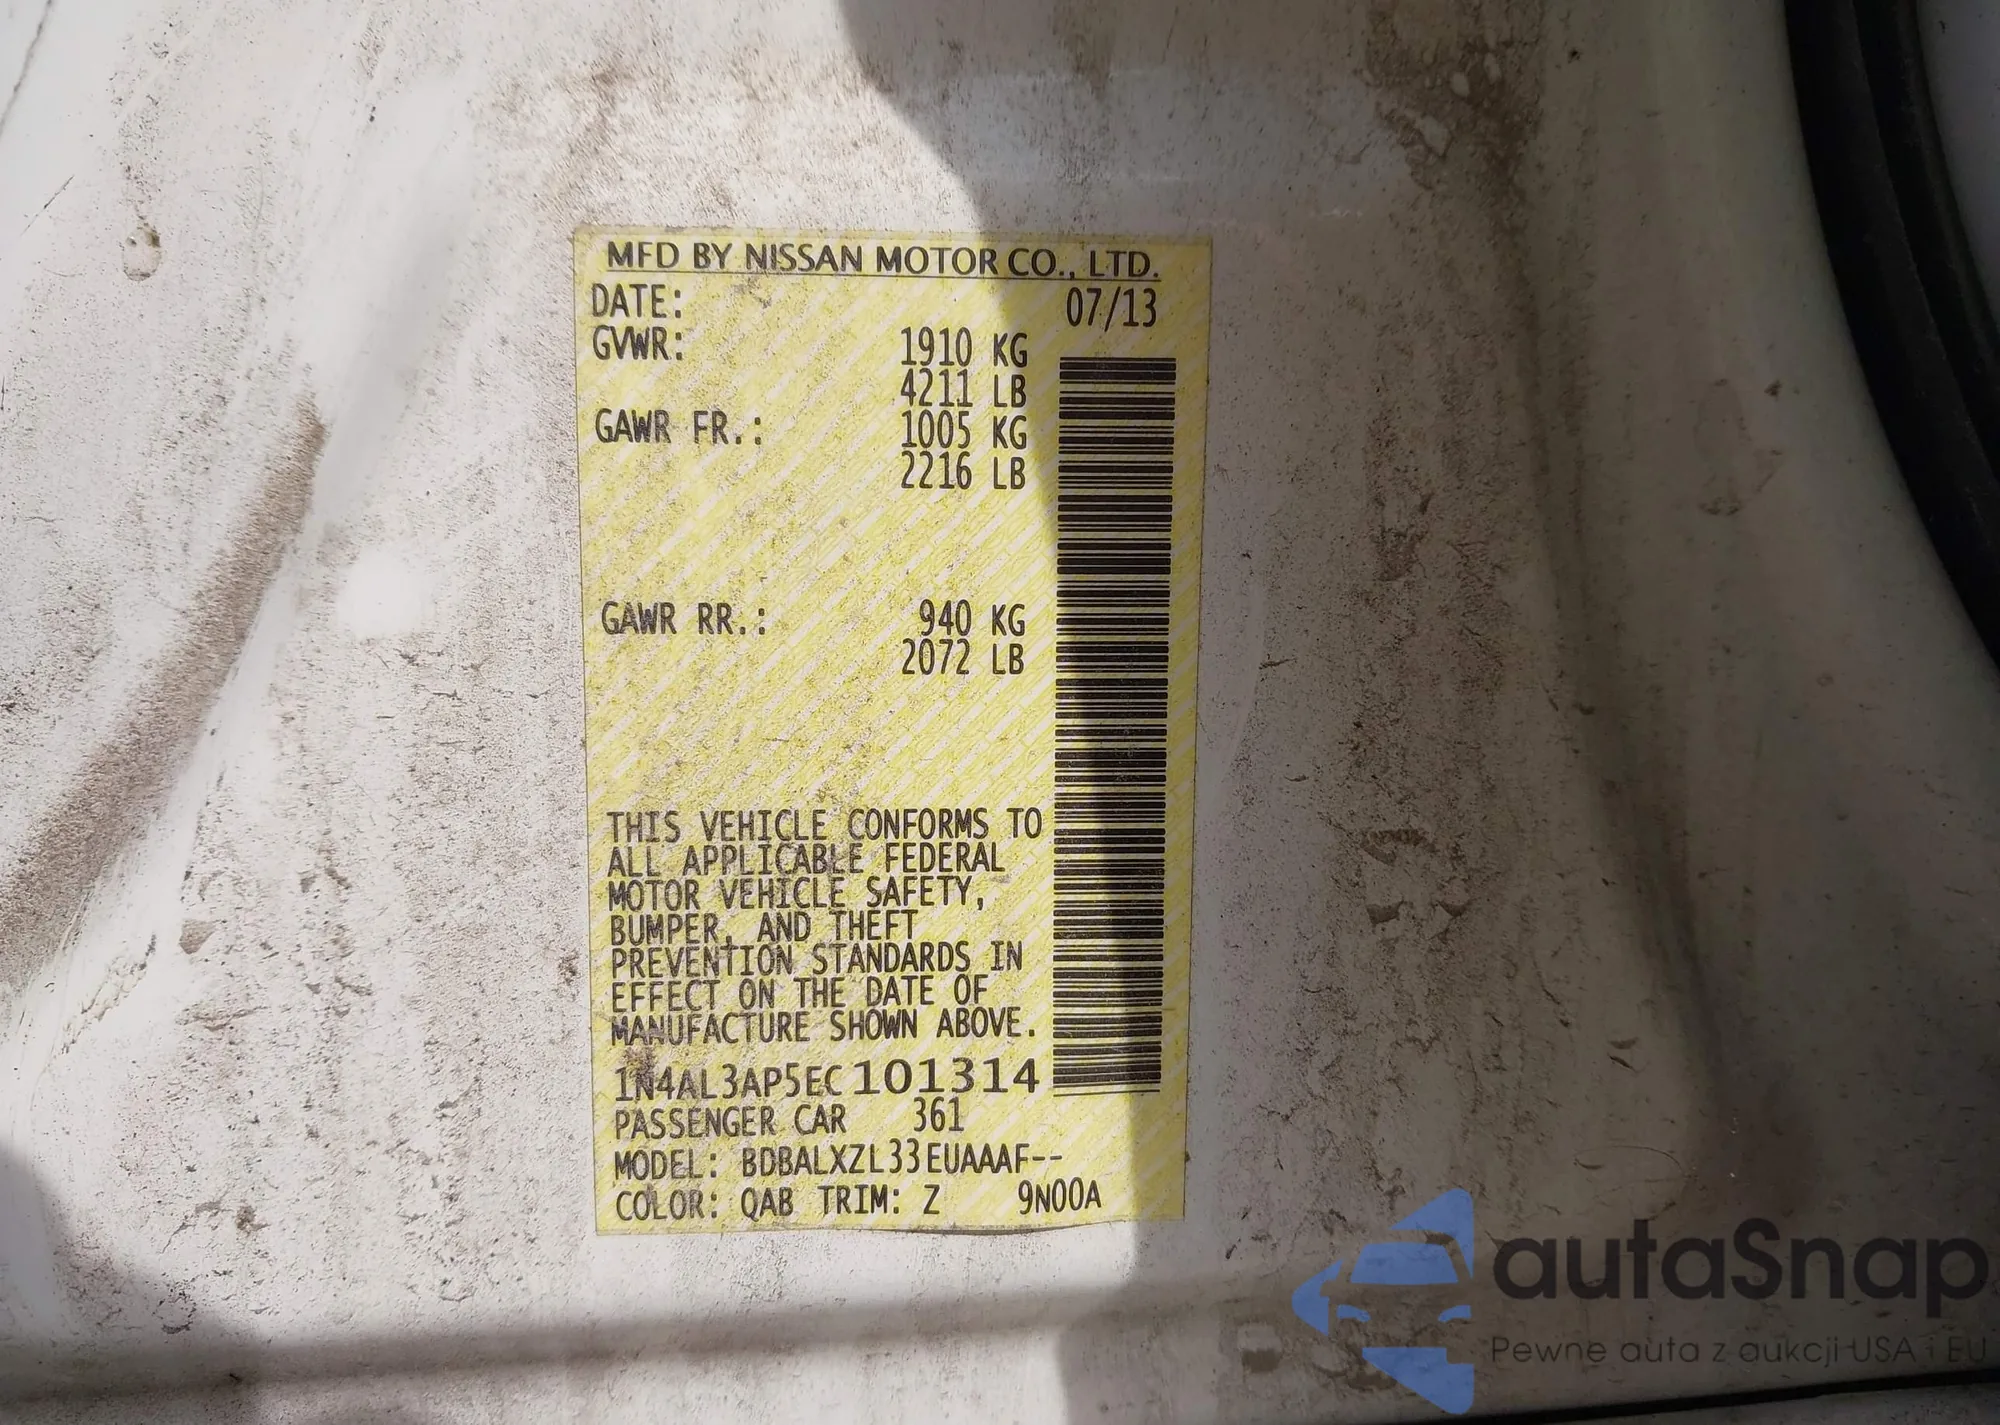 MFD BY NISSAN MOTOR CO., LTD.
DATE: 07/13
GVWR: 1910 KG
4211 LB
GAWR FR.: 1005 KG
2216 LB
GAWR RR.: 940 KG
2072 LB
THIS VEHICLE CONFORMS TO
ALL APPLICABLE FEDERAL
MOTOR VEHICLE SAFETY,
BUMPER, AND THEFT
PREVENTION STANDARDS IN
EFFECT ON THE DATE OF
MANUFACTURE SHOWN ABOVE.
1N4AL3AP5EC101314
PASSENGER CAR 361
MODEL: BDBALXZL33EUAAAF--
COLOR: QAB TRIM: Z 9N00A
autaSnap
Pewne auta z aukcji USA i EU